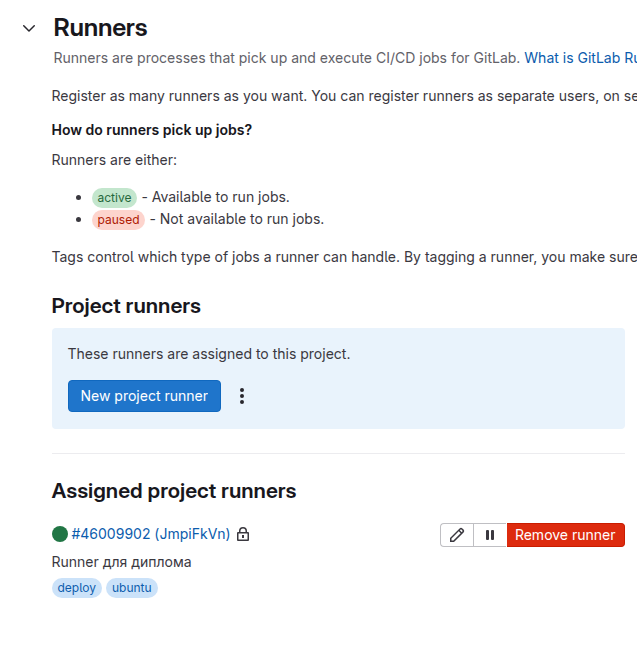 Runners
Runners are processes that pick up and execute CI/CD jobs for GitLab. What is GitLab Ru
Register as many runners as you want. You can register runners as separate users, on se
How do runners pick up jobs?
Runners are either:
active - Available to run jobs.
paused - Not available to run jobs.
Tags control which type of jobs a runner can handle. By tagging a runner, you make sure
Project runners
These runners are assigned to this project.
New project runner
Assigned project runners
#46009902 (JmpiFkVn)
Remove runner
Runner для диплома
deploy ubuntu